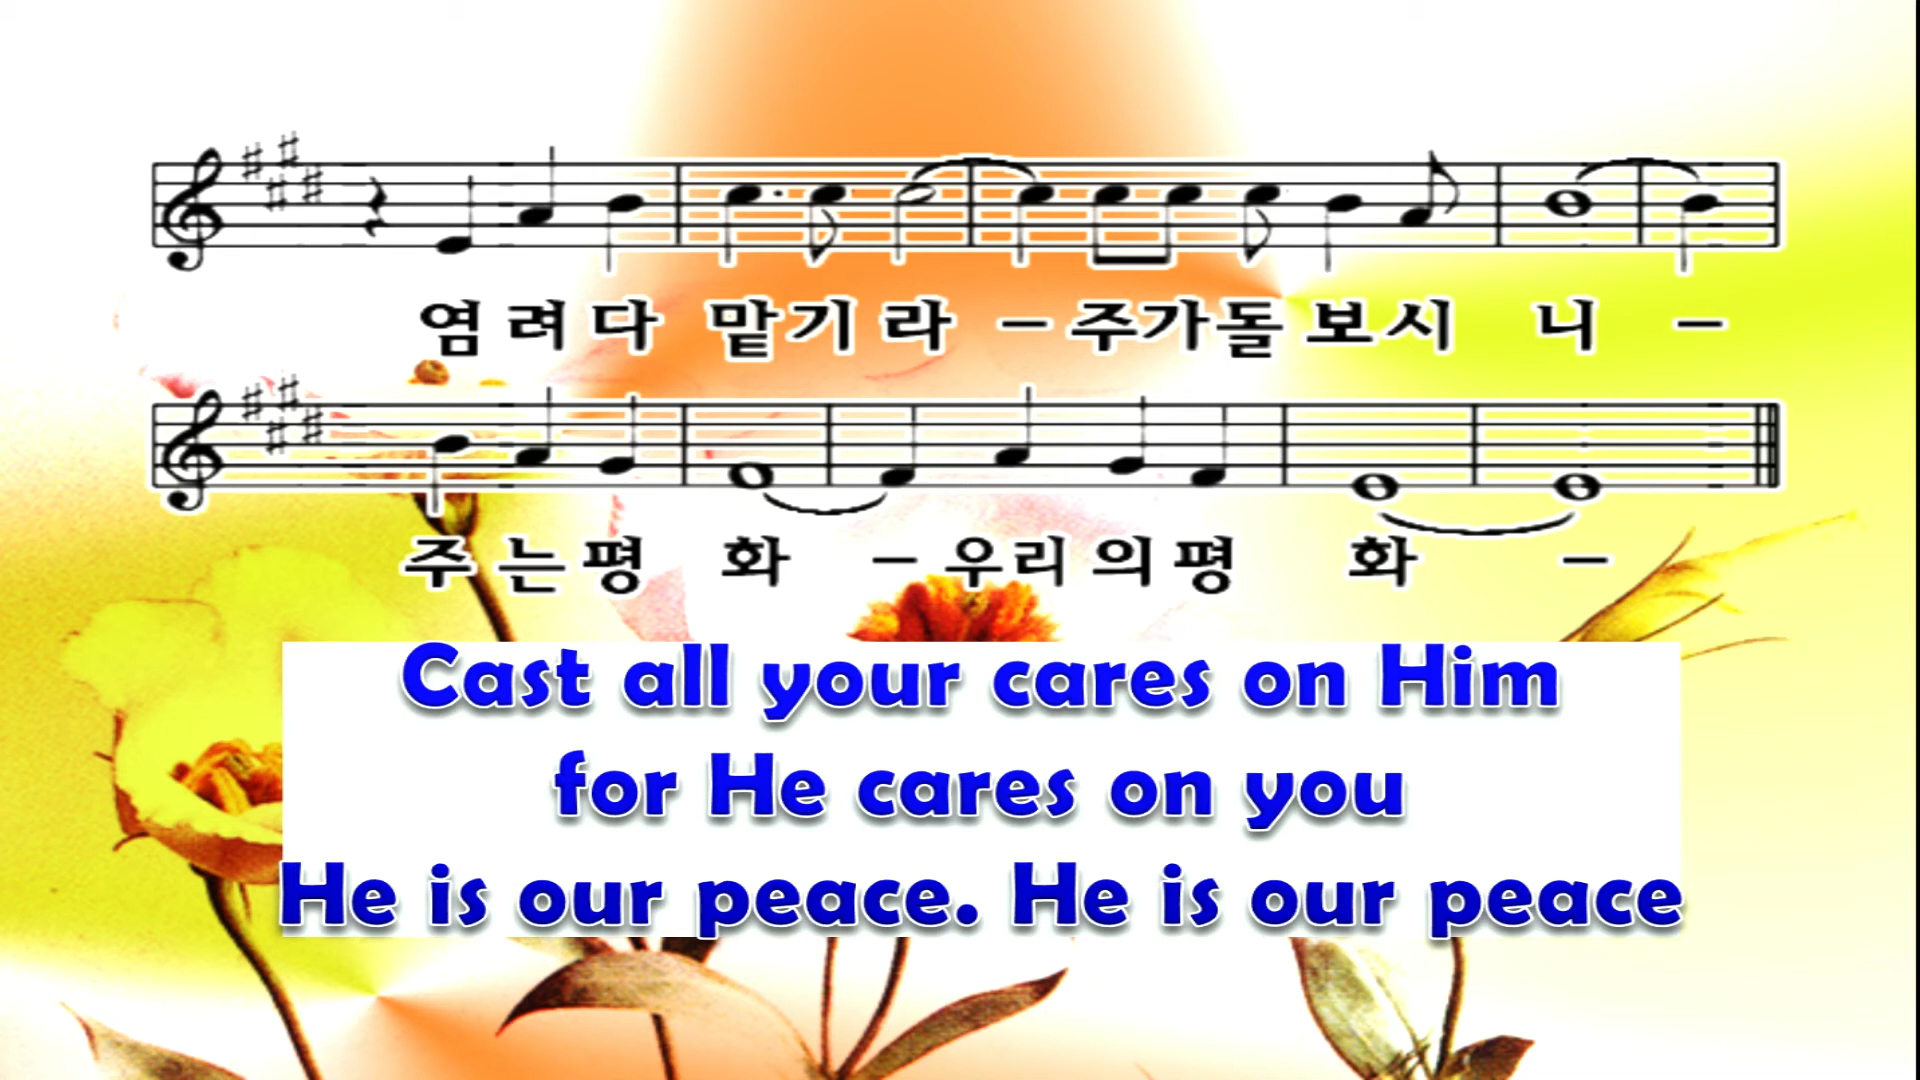 염 려 다 맡 기 라 - 주 가 돌 보 시 니 -
주 는 평 화 - 우 리 의 평 화 -
Cast all your cares on Him
for He cares on you
He is our peace. He is our peace